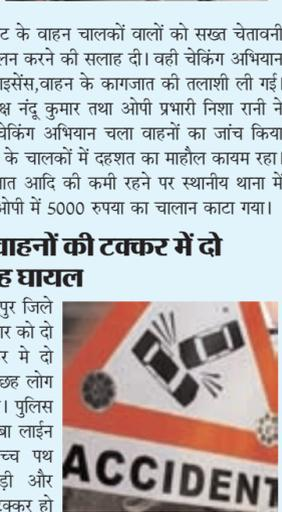 ट के वाहन चालकों वालों को सख्त चेतावनी
लन करने की सलाह दी। वही चेकिंग अभियान
इसेंस,वाहन के कागजात की तलाशी ली गई।
क्ष नंदू कुमार तथा ओपी प्रभारी निशा रानी ने
चेकिंग अभियान चला वाहनों का जांच किया
के चालकों में दहशत का माहौल कायम रहा।
ात आदि की कमी रहने पर स्थानीय थाना में
ओपी में 5000 रुपया का चालान काटा गया।
वाहनों की टक्कर में दो
ह घायल
पुर जिले
ार को दो
र मे दो
छह लोग
। पुलिस
बा लाईन
च्च पथ
ड़ी और
टक्कर हो
ACCIDENT